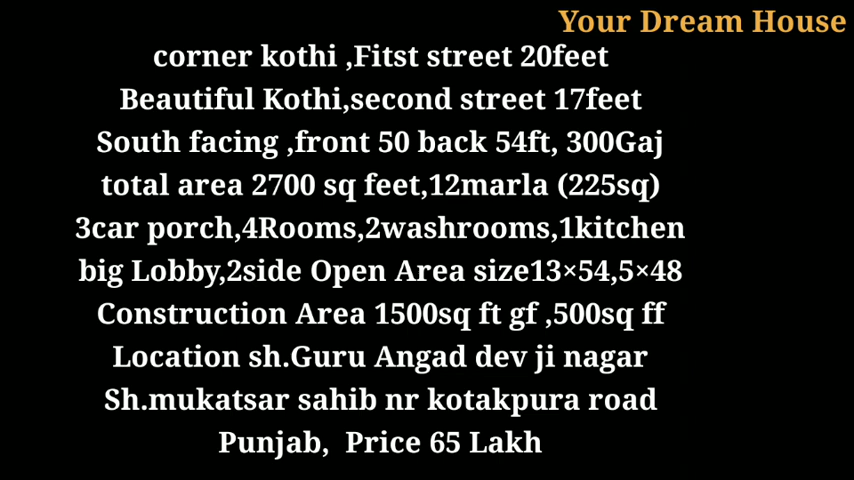 Your Dream House
corner kothi ,Fitst street 20feet
Beautiful Kothi,second street 17feet
South facing ,front 50 back 54ft, 300Gaj
total area 2700 sq feet,12marla (225sq)
3car porch,4Rooms,2washrooms,1kitchen
big Lobby,2side Open Area size13×54,5×48
Construction Area 1500sq ft gf ,500sq ff
Location sh.Guru Angad dev ji nagar
Sh.mukatsar sahib nr kotakpura road
Punjab,  Price 65 Lakh